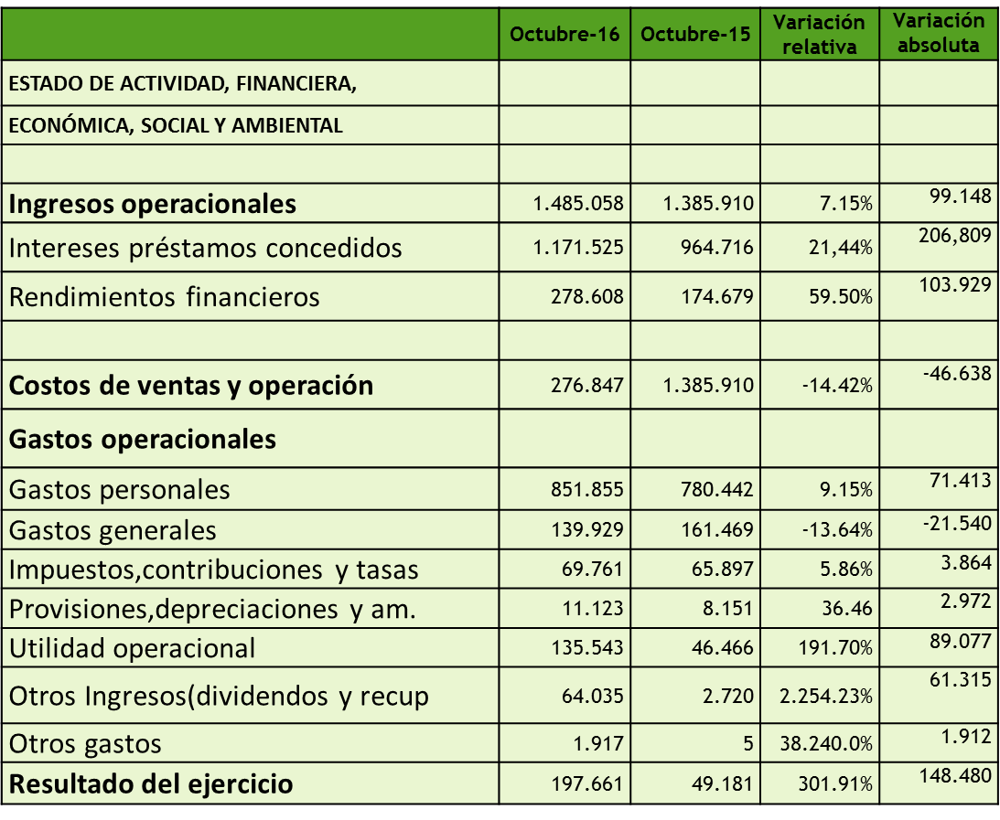 Octubre-16 Octubre-15 Variación relativa Variación absoluta
ESTADO DE ACTIVIDAD, FINANCIERA,
ECONÓMICA, SOCIAL Y AMBIENTAL
Ingresos operacionales 1.485.058 1.385.910 7.15% 99.148
Intereses préstamos concedidos 1.171.525 964.716 21,44% 206,809
Rendimientos financieros 278.608 174.679 59.50% 103.929
Costos de ventas y operación 276.847 1.385.910 -14.42% -46.638
Gastos operacionales
Gastos personales 851.855 780.442 9.15% 71.413
Gastos generales 139.929 161.469 -13.64% -21.540
Impuestos,contribuciones y tasas 69.761 65.897 5.86% 3.864
Provisiones,depreciaciones y am. 11.123 8.151 36.46 2.972
Utilidad operacional 135.543 46.466 191.70% 89.077
Otros Ingresos(dividendos y recup 64.035 2.720 2.254.23% 61.315
Otros gastos 1.917 5 38.240.0% 1.912
Resultado del ejercicio 197.661 49.181 301.91% 148.480